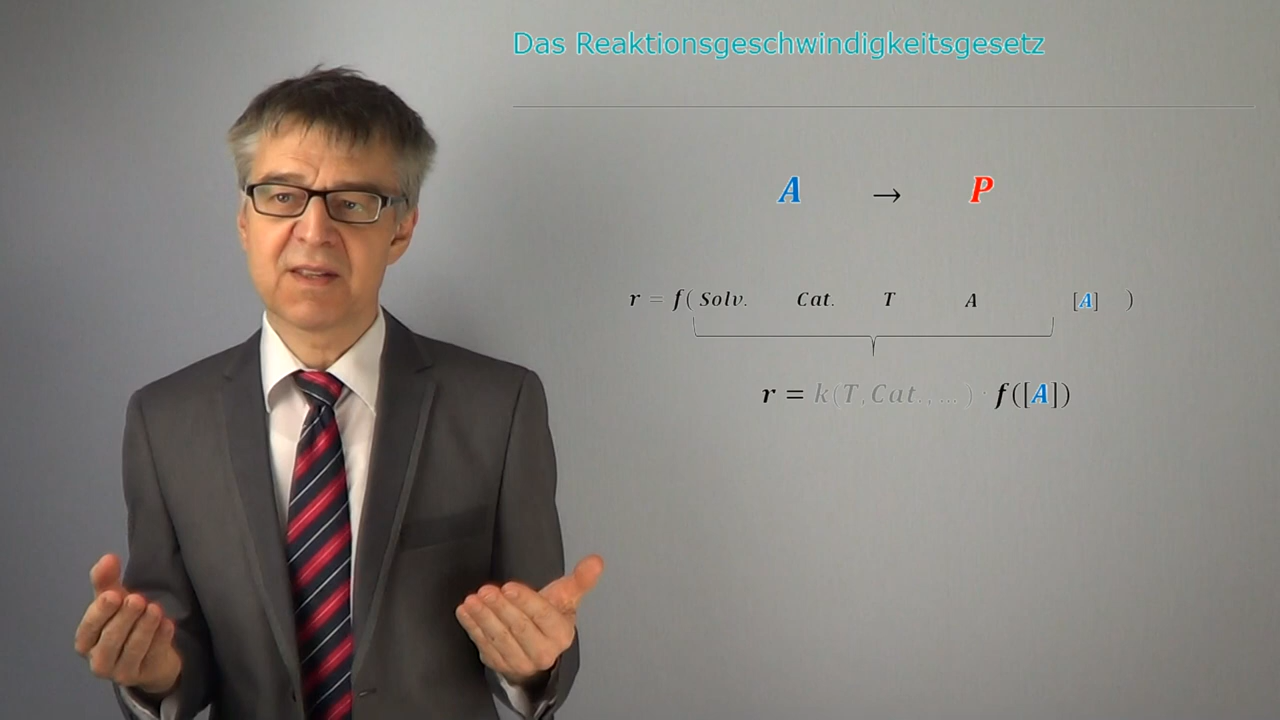 Das Reaktionsgeschwindigkeitsgesetz
A → P
r = f( Solv. Cat. T A [A] )
r = k(T, Cat., ... ) · f([A])